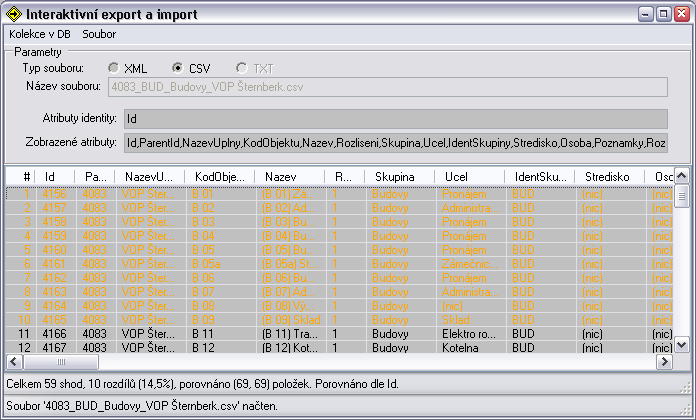 Interaktivní export a import
Kolekce v DB Soubor
Parametry
Typ souboru: XML CSV TXT
Název souboru: 4083_BUD_Budovy_VOP Šternberk.csv
Atributy identity: Id
Zobrazené atributy: Id,ParentId,NazevUplny,KodObjektu,Nazev,Rozliseni,Skupina,Ucel,IdentSkupiny,Stredisko,Osoba,Poznamky,Roz
# Id Pa... NazevU... KodObje... Nazev R... Skupina Ucel IdentSku... Stredisko Osc
1 4156 4083 VOP Šter... B 01 (B 01) Ze... 1 Budovy Pronájem BUD (nic) (nic)
2 4157 4083 VOP Šter... B 02 (B 02) Ad... 1 Budovy Administra... BUD (nic) (nic)
3 4158 4083 VOP Šter... B 03 (B 03) Bu... 1 Budovy Pronájem BUD (nic) (nic)
4 4159 4083 VOP Šter... B 04 (B 04) Bu... 1 Budovy Pronájem BUD (nic) (nic)
5 4160 4083 VOP Šter... B 05 (B 05) Bu... 1 Budovy Pronájem BUD (nic) (nic)
6 4161 4083 VOP Šter... B 05a (B 05a) Str... 1 Budovy Zámečnic... BUD (nic) (nic)
7 4162 4083 VOP Šter... B 06 (B 06) Bu... 1 Budovy Pronájem BUD (nic) (nic)
8 4163 4083 VOP Šter... B 07 (B 07) Ad... 1 Budovy Administra... BUD (nic) (nic)
9 4164 4083 VOP Šter... B 08 (B 08) Vý... 1 Budovy (nic) BUD (nic) (nic)
10 4165 4083 VOP Šter... B 09 (B 09) Sklad 1 Budovy Sklad BUD (nic) (nic)
11 4166 4083 VOP Šter... B 11 (B 11) Tra... 1 Budovy Elektro ro... BUD (nic) (nic)
12 4167 4083 VOP Šter... B 12 (B 12) Kot... 1 Budovy Kotelna BUD (nic) (nic)
Celkem 59 shod, 10 rozdílů (14,5%), porovnáno (69, 69) položek. Porovnáno dle Id.
Soubor '4083_BUD_Budovy_VOP Šternberk.csv' načten.